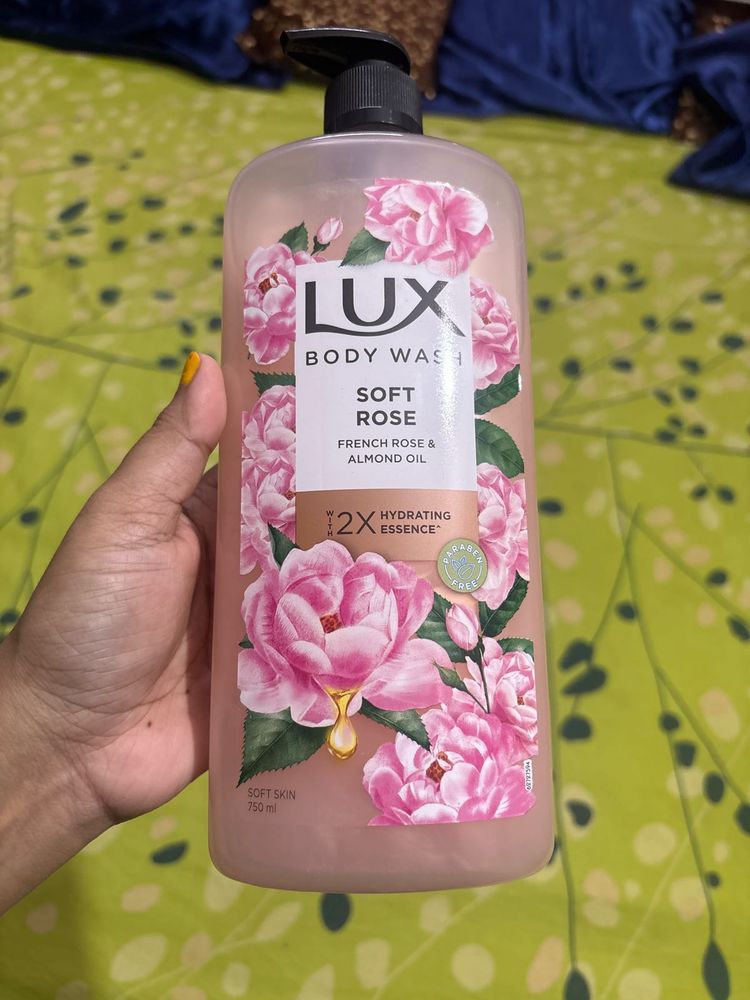 LUX
BODY WASH
SOFT
ROSE
FRENCH ROSE &
ALMOND OIL
WITH 2X HYDRATING
ESSENCE^
PARABEN
FREE
SOFT SKIN
750 ml